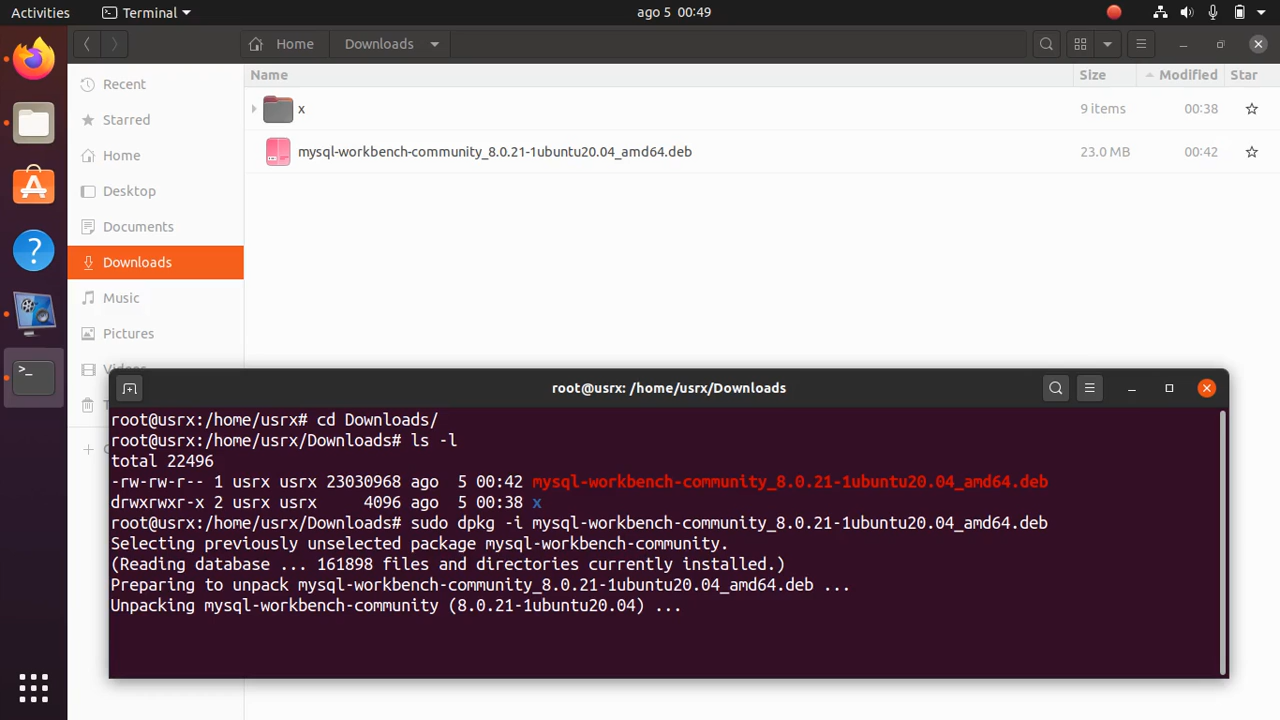 Activities
Terminal
ago 5 00:49
Home
Downloads
Name
Size
Modified
Star
Recent
Starred
Home
Desktop
Documents
Downloads
Music
Pictures
x
9 items
00:38
mysql-workbench-community_8.0.21-1ubuntu20.04_amd64.deb
23.0 MB
00:42
root@usrx: /home/usrx/Downloads
root@usrx:/home/usrx# cd Downloads/
root@usrx:/home/usrx/Downloads# ls -l
total 22496
-rw-rw-r-- 1 usrx usrx 23030968 ago  5 00:42 mysql-workbench-community_8.0.21-1ubuntu20.04_amd64.deb
drwxrwxr-x 2 usrx usrx     4096 ago  5 00:38 x
root@usrx:/home/usrx/Downloads# sudo dpkg -i mysql-workbench-community_8.0.21-1ubuntu20.04_amd64.deb
Selecting previously unselected package mysql-workbench-community.
(Reading database ... 161898 files and directories currently installed.)
Preparing to unpack mysql-workbench-community_8.0.21-1ubuntu20.04_amd64.deb ...
Unpacking mysql-workbench-community (8.0.21-1ubuntu20.04) ...